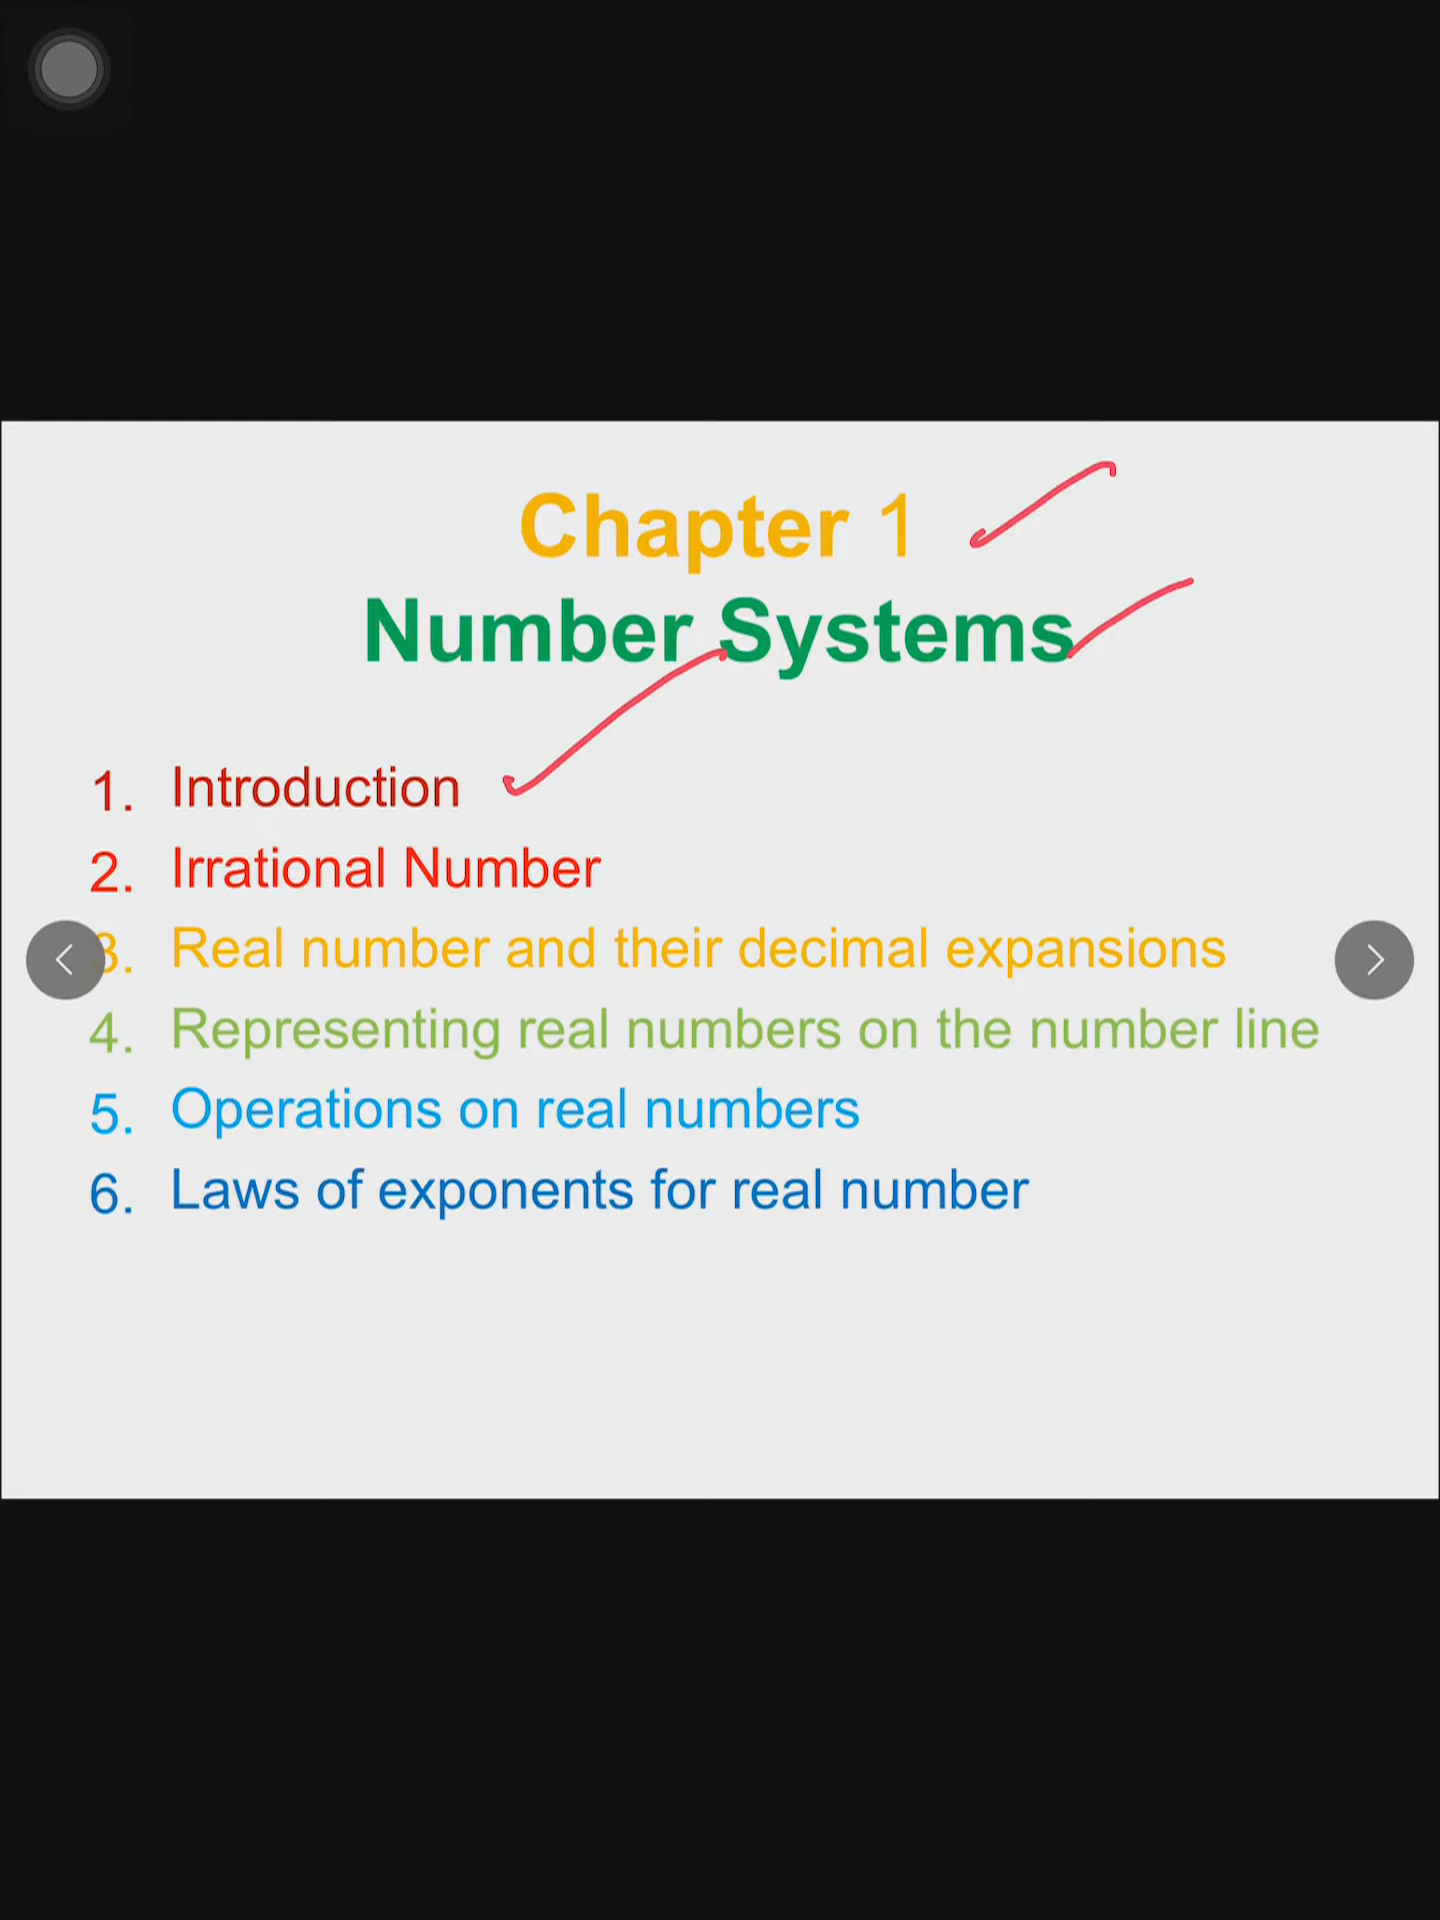 Chapter 1
Number Systems
1. Introduction
2. Irrational Number
3. Real number and their decimal expansions
4. Representing real numbers on the number line
5. Operations on real numbers
6. Laws of exponents for real number